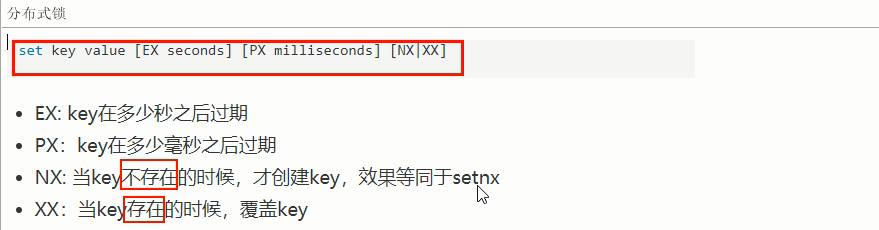 分布式锁
set key value [EX seconds] [PX milliseconds] [NX|XX]
• EX: key在多少秒之后过期
• PX：key在多少毫秒之后过期
• NX: 当key不存在的时候，才创建key，效果等同于setnx
• XX：当key存在的时候，覆盖key